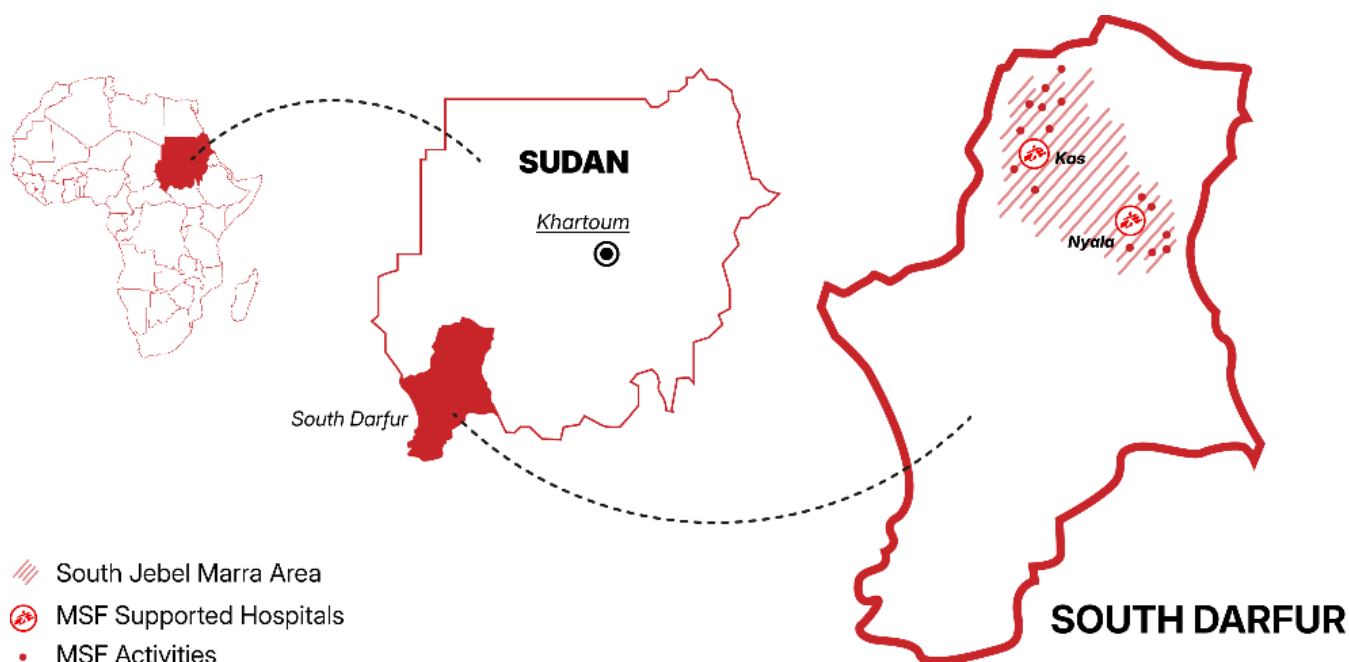 SUDAN
Khartoum
South Darfur
Kas
Nyala
South Jebel Marra Area
MSF Supported Hospitals
MSF Activities
SOUTH DARFUR